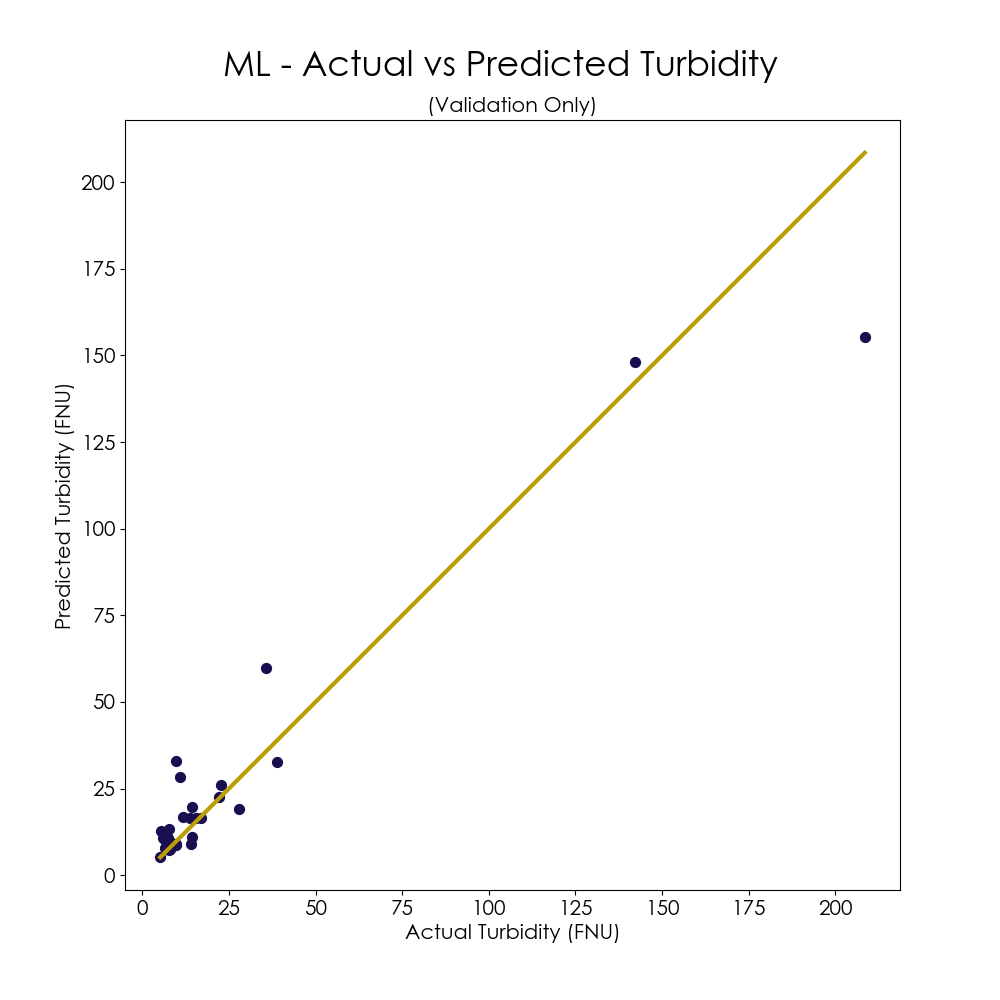 ML - Actual vs Predicted Turbidity
(Validation Only)
Predicted Turbidity (FNU)
200
175
150
125
100
75
50
25
0
0 25 50 75 100 125 150 175 200
Actual Turbidity (FNU)